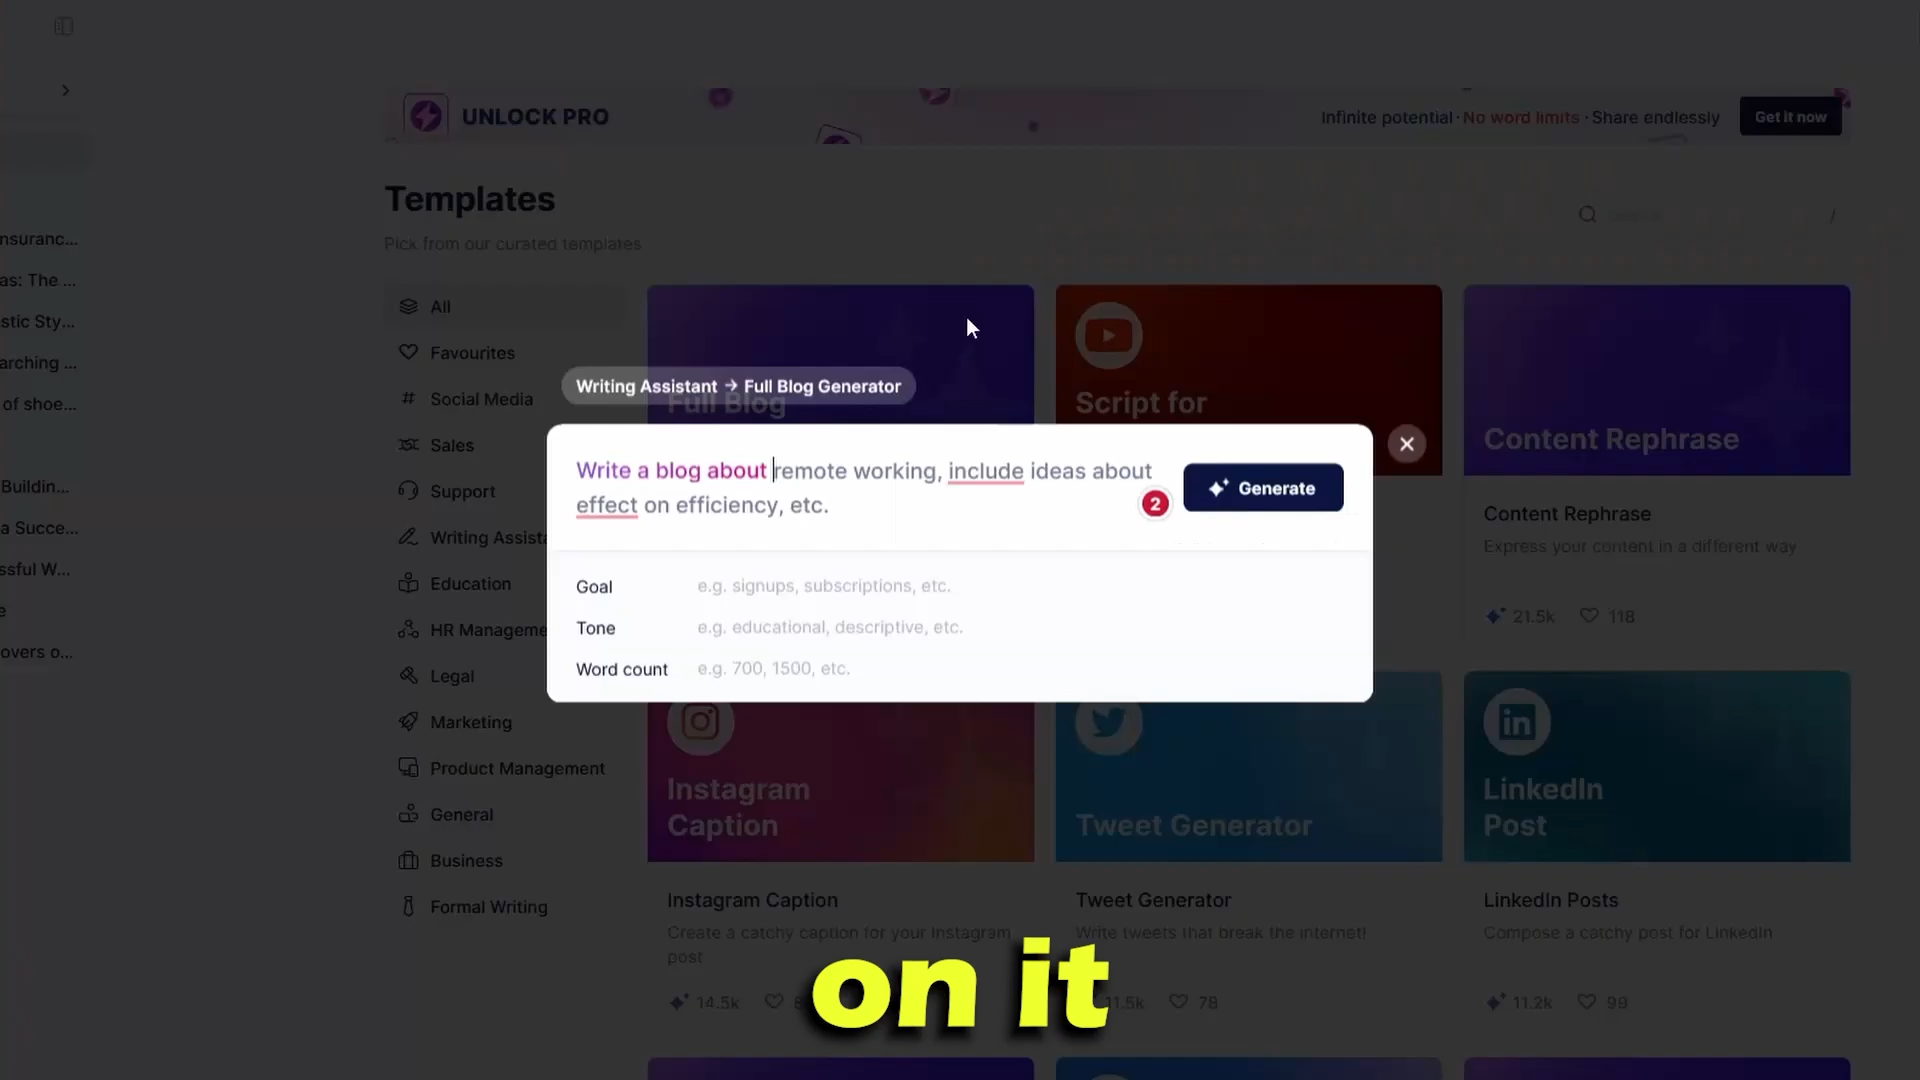 UNLOCK PRO
Infinite potential · No word limits · Share endlessly
Get it now
Templates
Pick from our curated templates
/
nsuranc...
as: The ...
stic Sty...
arching ...
of shoe...
Buildin...
a Succe...
ssful W...
e
overs o...
All
Favourites
Social Media
Sales
Support
Writing Assista
Education
HR Manageme
Legal
Marketing
Product Management
General
Business
Formal Writing
Full Blog
Script for
Content Rephrase
Writing Assistant → Full Blog Generator
Write a blog about remote working, include ideas about
effect on efficiency, etc.
2
Generate
Goal e.g. signups, subscriptions, etc.
Tone e.g. educational, descriptive, etc.
Word count e.g. 700, 1500, etc.
Content Rephrase
Express your content in a different way
21.5k 118
Instagram
Caption
Tweet Generator
LinkedIn
Post
Instagram Caption
Create a catchy caption for your Instagram
post
14.5k
Tweet Generator
Write tweets that break the internet!
78
LinkedIn Posts
Compose a catchy post for LinkedIn
11.2k 99
on it